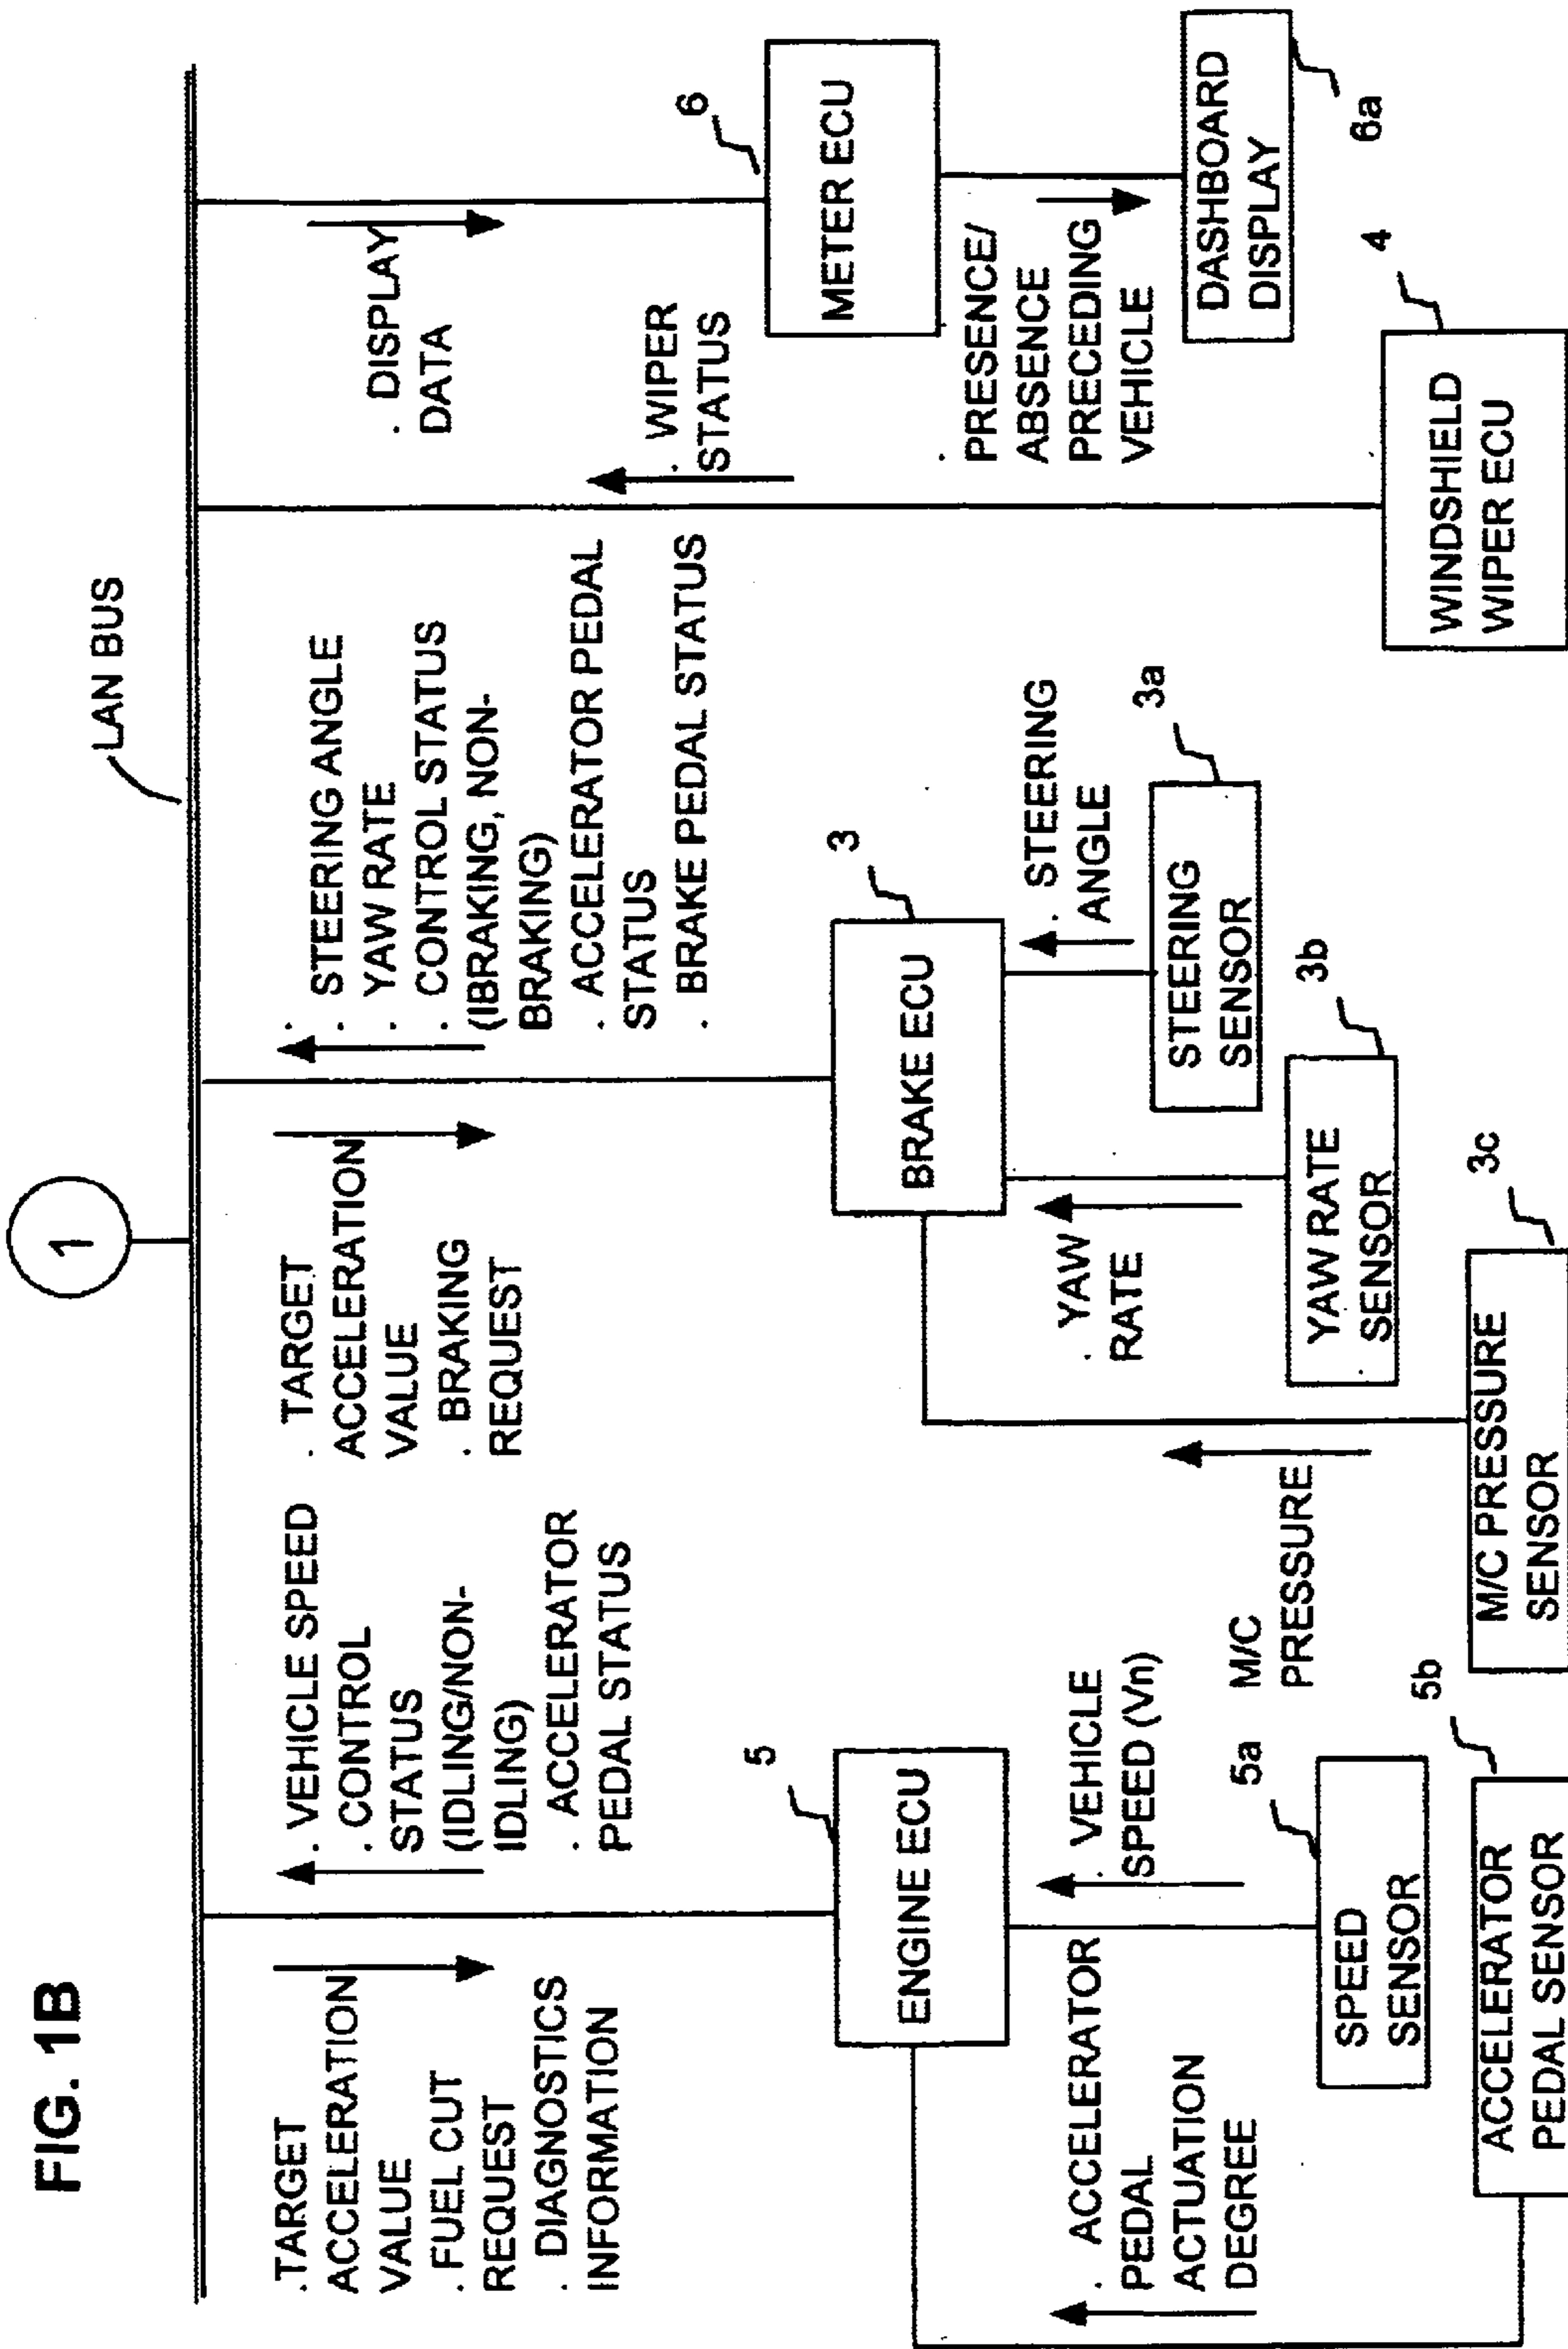 FIG. 1B
1
LAN BUS
.TARGET
ACCELERATION
VALUE
. FUEL CUT
REQUEST
. DIAGNOSTICS
INFORMATION
. VEHICLE SPEED
. CONTROL
STATUS
(IDLING/NON-
IDLING)
. ACCELERATOR
PEDAL STATUS
. TARGET
ACCELERATION
VALUE
. BRAKING
REQUEST
.
. STEERING ANGLE
. YAW RATE
. CONTROL STATUS
(IBRAKING, NON-
BRAKING)
. ACCELERATOR PEDAL
STATUS
. BRAKE PEDAL STATUS
. WIPER
STATUS
. DISPLAY
DATA
5
ENGINE ECU
3
BRAKE ECU
6
METER ECU
. ACCELERATOR
PEDAL
ACTUATION
DEGREE
. VEHICLE
SPEED (Vn)
M/C
PRESSURE
. YAW
RATE
. STEERING
ANGLE
. PRESENCE/
ABSENCE
PRECEDING
VEHICLE
5a
SPEED
SENSOR
5b
ACCELERATOR
PEDAL SENSOR
3c
M/C PRESSURE
SENSOR
3b
YAW RATE
SENSOR
3a
STEERING
SENSOR
4
WINDSHIELD
WIPER ECU
DASHBOARD
DISPLAY
6a